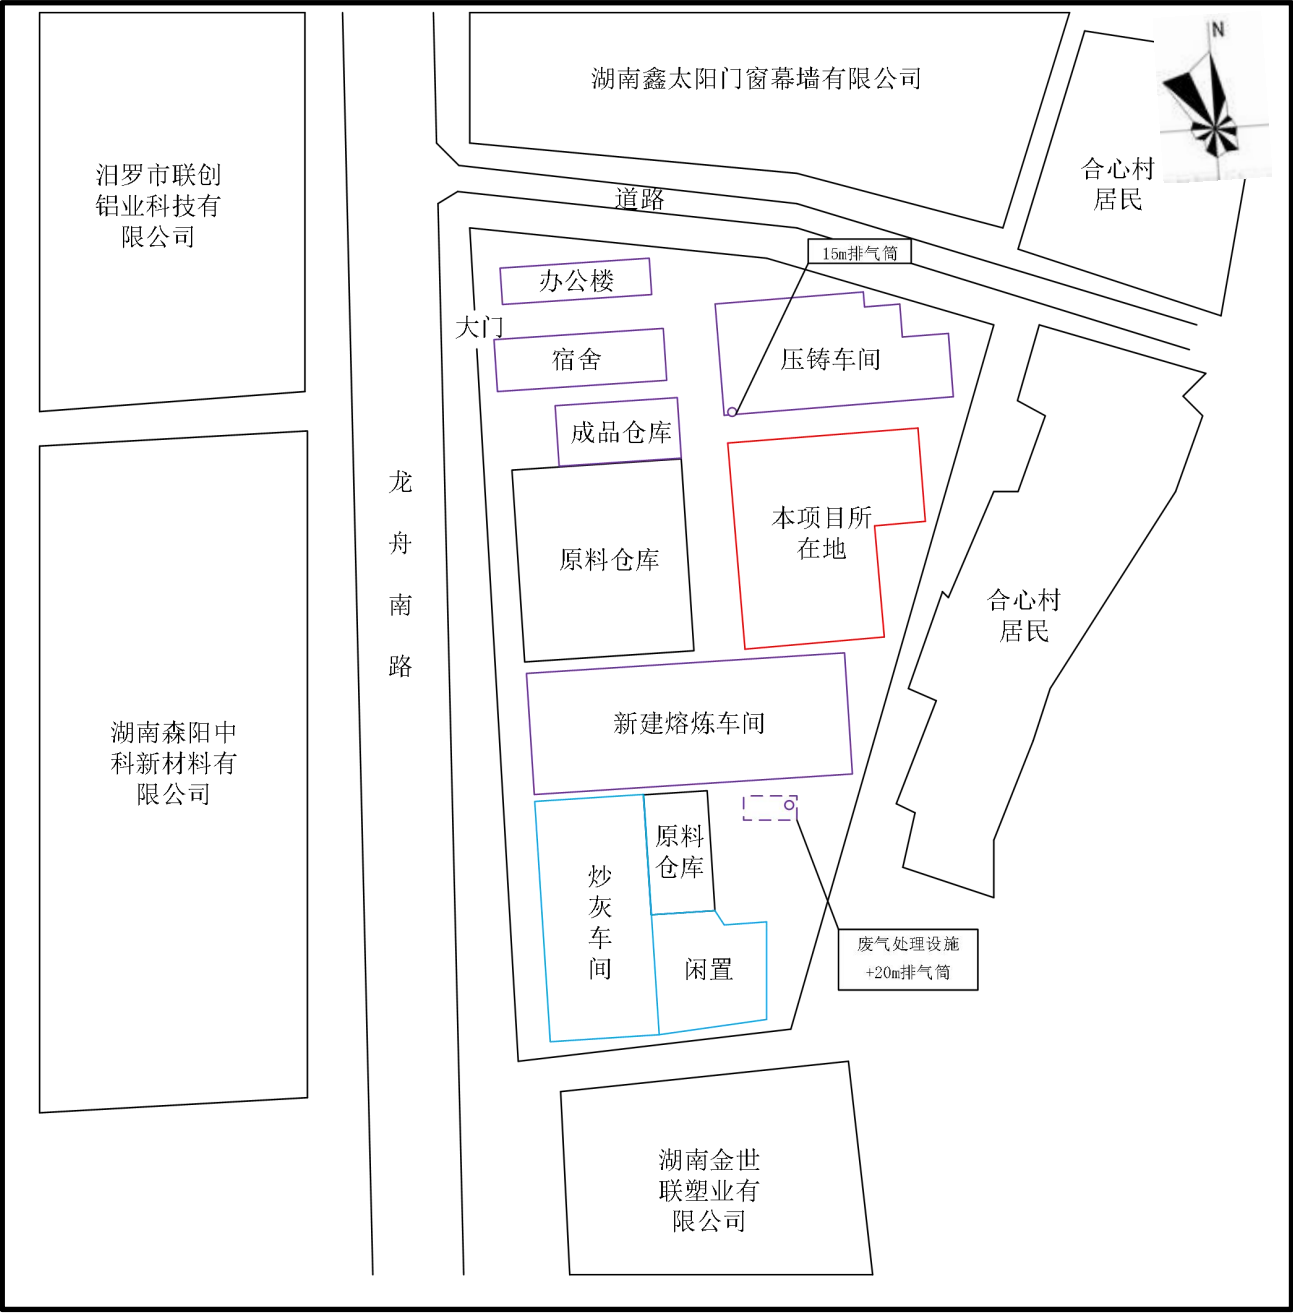 N
湖南鑫太阳门窗幕墙有限公司
汨罗市联创
铝业科技有
限公司
合心村
居民
道路
15m排气筒
办公楼
大门
宿舍
压铸车间
成品仓库
龙
舟
南
路
本项目所
在地
原料仓库
合心村
居民
新建熔炼车间
湖南森阳中
科新材料有
限公司
原料
仓库
炒
灰
车
间
闲置
废气处理设施
+20m排气筒
湖南金世
联塑业有
限公司